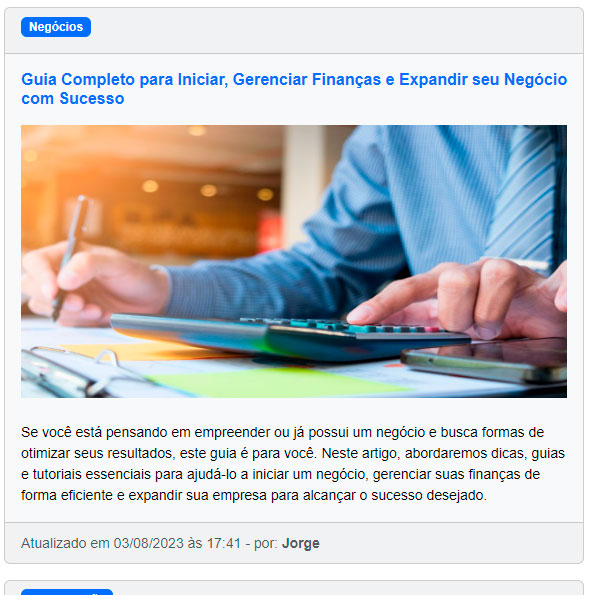 Negócios
Guia Completo para Iniciar, Gerenciar Finanças e Expandir seu Negócio
com Sucesso
Se você está pensando em empreender ou já possui um negócio e busca formas de
otimizar seus resultados, este guia é para você. Neste artigo, abordaremos dicas, guias
e tutoriais essenciais para ajudá-lo a iniciar um negócio, gerenciar suas finanças de
forma eficiente e expandir sua empresa para alcançar o sucesso desejado.
Atualizado em 03/08/2023 às 17:41 - por: Jorge